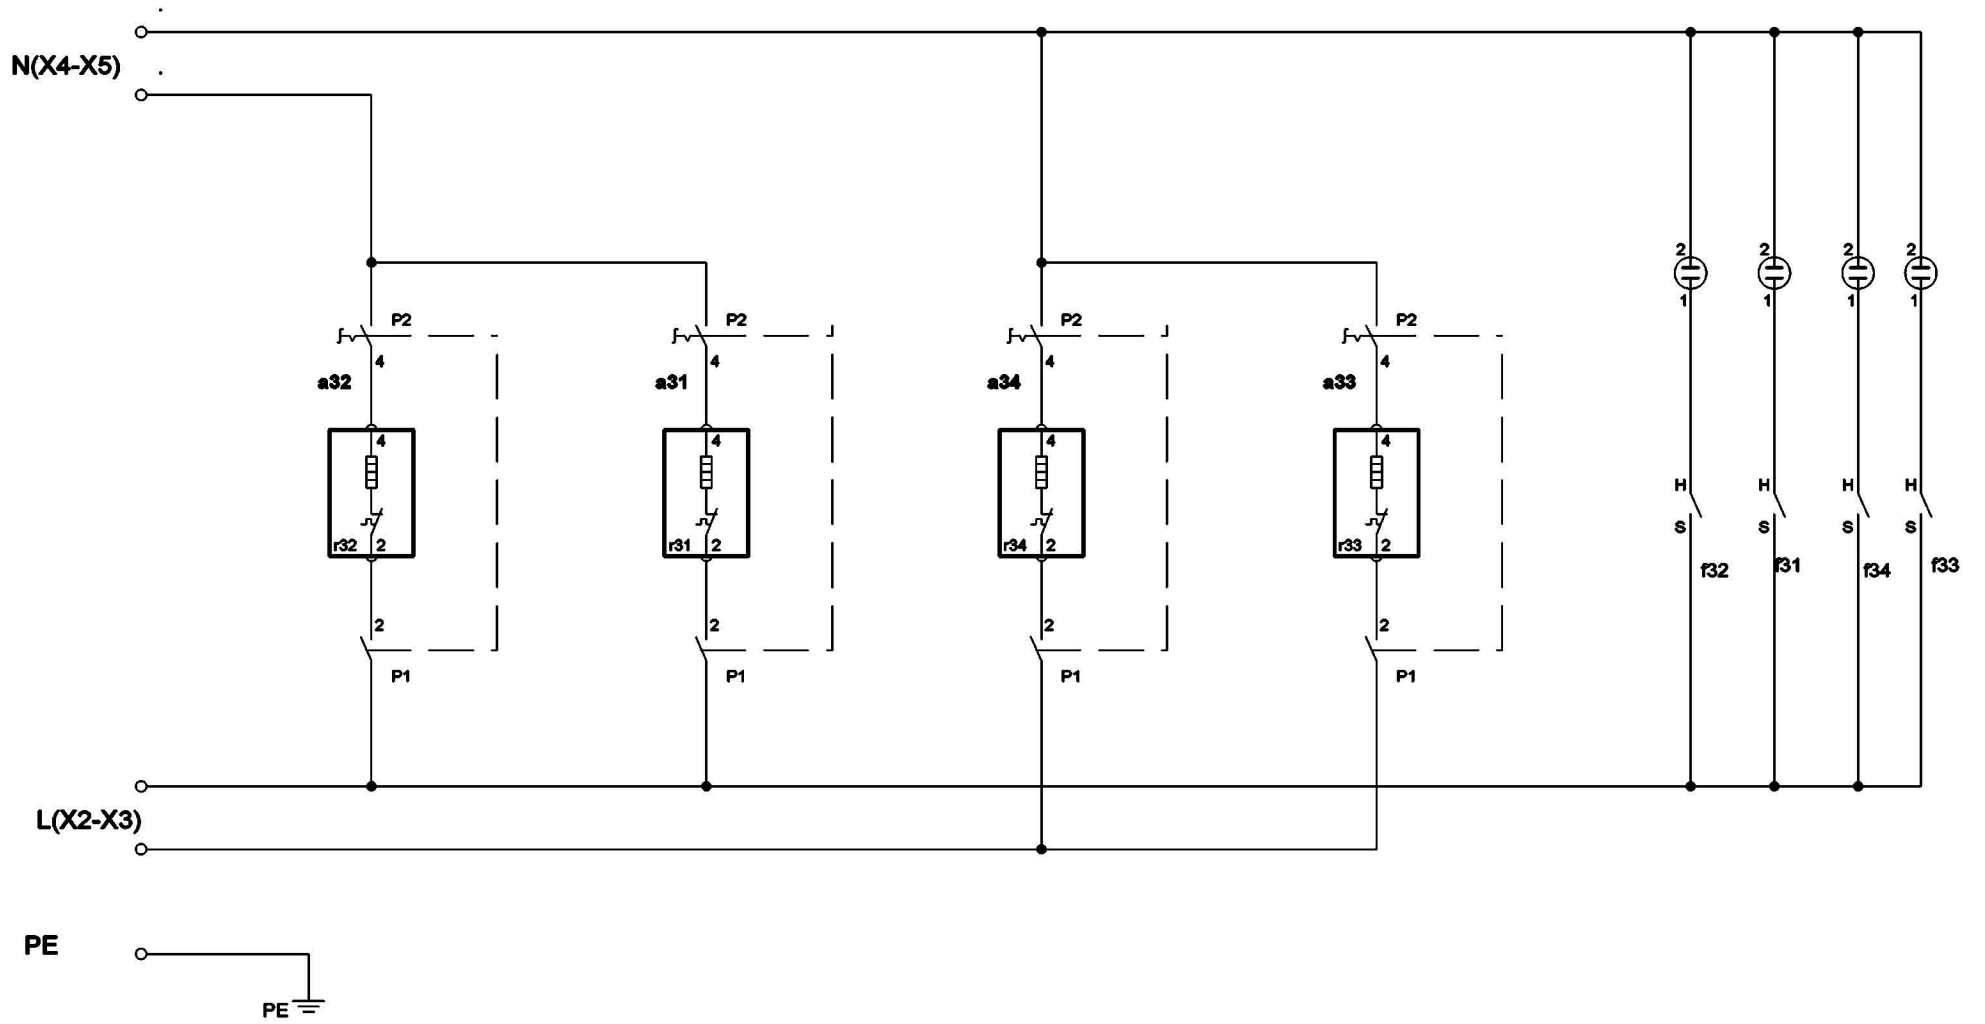 N(X4-X5)
2 2 2 2
1 1 1 1
P2 P2 P2 P2
4 4 4 4
a32 a31 a34 a33
4 4 4 4
H H H H
S S S S
r32 2 r31 2 r34 2 r33 2
f32 f31 f34 f33
2 2 2 2
P1 P1 P1 P1
L(X2-X3)
PE
PE